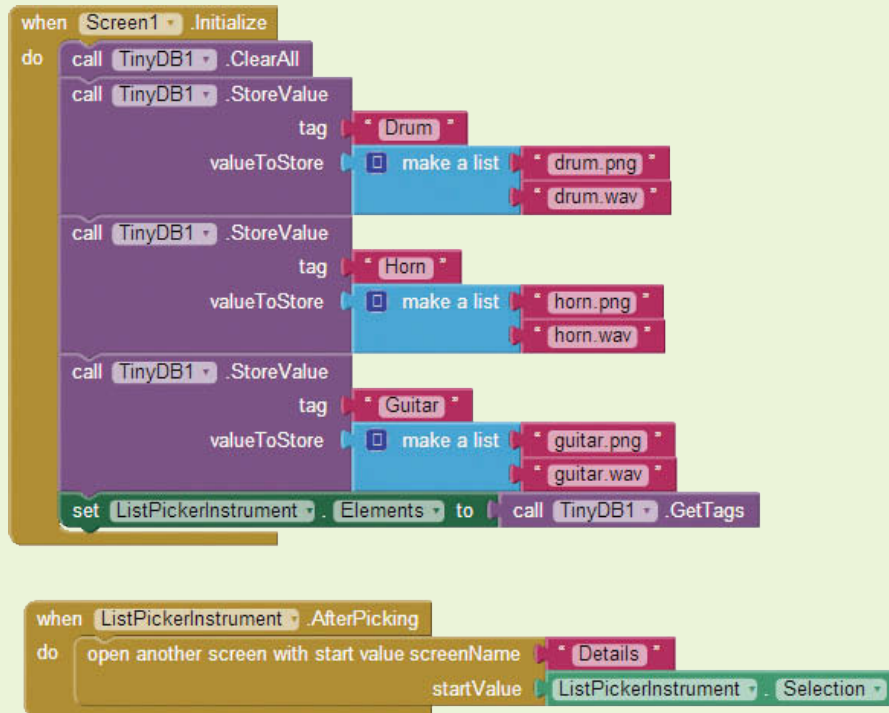 when Screen1 .Initialize
do call TinyDB1 .ClearAll
call TinyDB1 .StoreValue
tag " Drum "
valueToStore make a list " drum.png "
" drum.wav "
call TinyDB1 .StoreValue
tag " Horn "
valueToStore make a list " horn.png "
" horn.wav "
call TinyDB1 .StoreValue
tag " Guitar "
valueToStore make a list " guitar.png "
" guitar.wav "
set ListPickerInstrument . Elements to call TinyDB1 .GetTags
when ListPickerInstrument .AfterPicking
do open another screen with start value screenName " Details "
startValue ListPickerInstrument . Selection